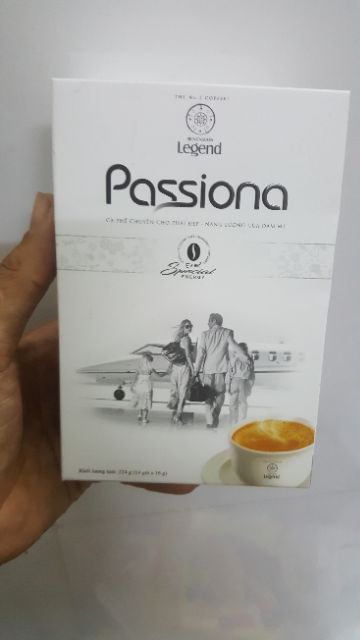 THE No.1 COFFEE
TRUNG NGUYÊN
Legend
Passiona
CÀ PHÊ CHUYÊN CHO PHÁI ĐẸP - NĂNG LƯỢNG CỦA ĐAM MÊ
Special
Khối lượng tịnh: 224 g (14 gói x 16 g)
Legend